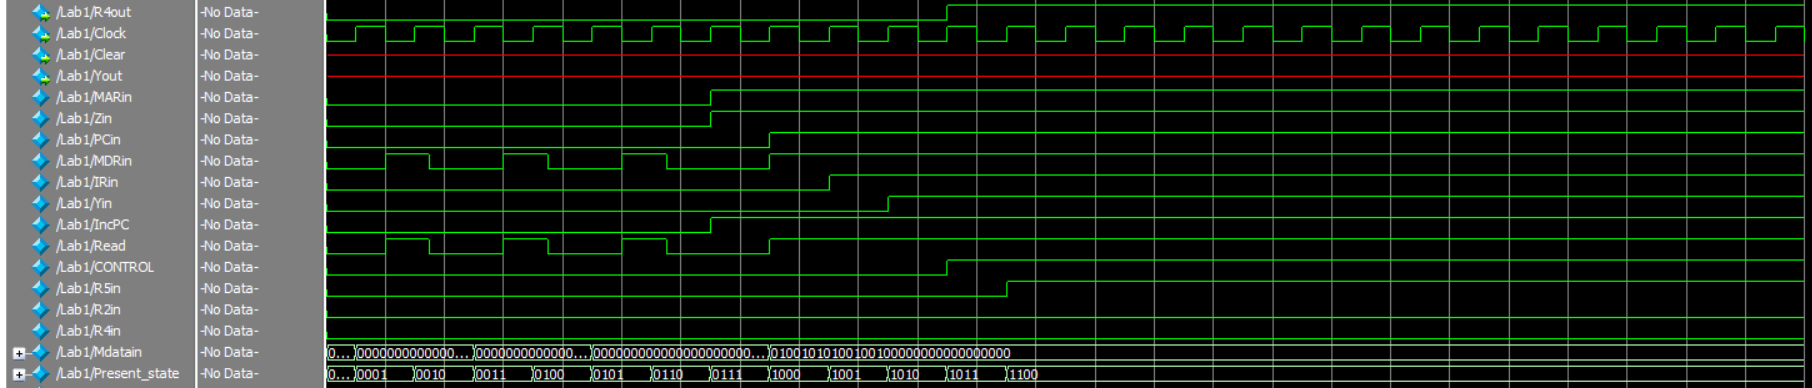 /Lab1/R4out -No Data-
/Lab1/Clock -No Data-
/Lab1/Clear -No Data-
/Lab1/Yout -No Data-
/Lab1/MARin -No Data-
/Lab1/Zin -No Data-
/Lab1/PCin -No Data-
/Lab1/MDRin -No Data-
/Lab1/IRin -No Data-
/Lab1/Yin -No Data-
/Lab1/IncPC -No Data-
/Lab1/Read -No Data-
/Lab1/CONTROL -No Data-
/Lab1/R5in -No Data-
/Lab1/R2in -No Data-
/Lab1/R4in -No Data-
/Lab1/Mdatain -No Data- 0... 0000000000000... 0000000000000... 00000000000000000000... 01001010100100100000000000000000
/Lab1/Present_state -No Data- 0... 0001 0010 0011 0100 0101 0110 0111 1000 1001 1010 1011 1100